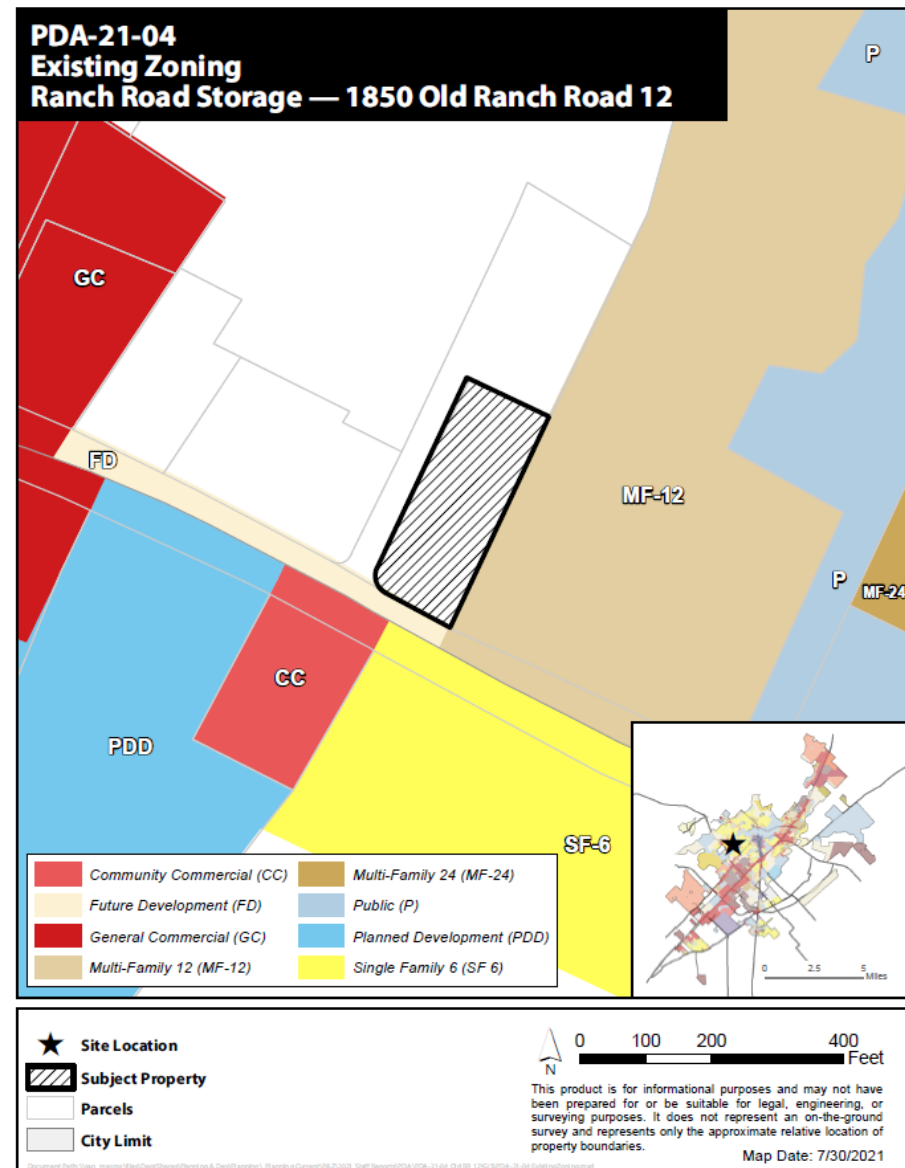 PDA-21-04
Existing Zoning
Ranch Road Storage — 1850 Old Ranch Road 12
P
GC
FD
MF-12
P
MF-24
CC
PDD
SF-6
Community Commercial (CC)
Future Development (FD)
General Commercial (GC)
Multi-Family 12 (MF-12)
Multi-Family 24 (MF-24)
Public (P)
Planned Development (PDD)
Single Family 6 (SF 6)
0 2.5 5
Miles
Site Location
Subject Property
Parcels
City Limit
N
0 100 200 400
Feet
This product is for informational purposes and may not have
been prepared for or be suitable for legal, engineering, or
surveying purposes. It does not represent an on-the-ground
survey and represents only the approximate relative location of
property boundaries.
Map Date: 7/30/2021